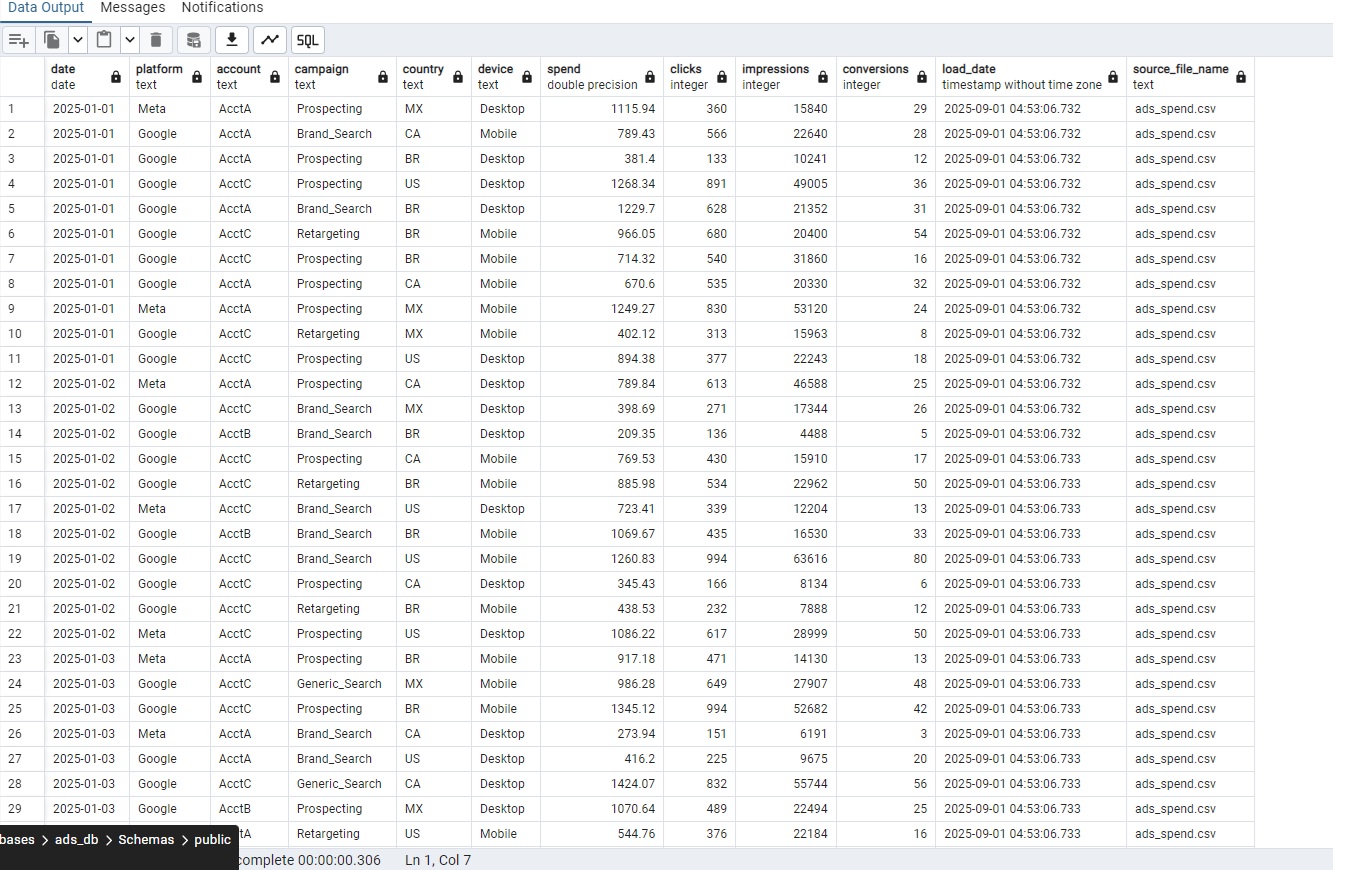 Data Output Messages Notifications
SQL
date platform account campaign country device spend clicks impressions conversions load_date source_file_name
date text text text text text double precision integer integer integer timestamp without time zone text
1 2025-01-01 Meta AcctA Prospecting MX Desktop 1115.94 360 15840 29 2025-09-01 04:53:06.732 ads_spend.csv
2 2025-01-01 Google AcctA Brand_Search CA Mobile 789.43 566 22640 28 2025-09-01 04:53:06.732 ads_spend.csv
3 2025-01-01 Google AcctA Prospecting BR Desktop 381.4 133 10241 12 2025-09-01 04:53:06.732 ads_spend.csv
4 2025-01-01 Google AcctC Prospecting US Desktop 1268.34 891 49005 36 2025-09-01 04:53:06.732 ads_spend.csv
5 2025-01-01 Google AcctA Brand_Search BR Desktop 1229.7 628 21352 31 2025-09-01 04:53:06.732 ads_spend.csv
6 2025-01-01 Google AcctC Retargeting BR Mobile 966.05 680 20400 54 2025-09-01 04:53:06.732 ads_spend.csv
7 2025-01-01 Google AcctC Prospecting BR Mobile 714.32 540 31860 16 2025-09-01 04:53:06.732 ads_spend.csv
8 2025-01-01 Google AcctA Prospecting CA Mobile 670.6 535 20330 32 2025-09-01 04:53:06.732 ads_spend.csv
9 2025-01-01 Meta AcctA Prospecting MX Mobile 1249.27 830 53120 24 2025-09-01 04:53:06.732 ads_spend.csv
10 2025-01-01 Google AcctC Retargeting MX Mobile 402.12 313 15963 8 2025-09-01 04:53:06.732 ads_spend.csv
11 2025-01-01 Google AcctC Prospecting US Desktop 894.38 377 22243 18 2025-09-01 04:53:06.732 ads_spend.csv
12 2025-01-02 Meta AcctA Prospecting CA Desktop 789.84 613 46588 25 2025-09-01 04:53:06.732 ads_spend.csv
13 2025-01-02 Google AcctC Brand_Search MX Desktop 398.69 271 17344 26 2025-09-01 04:53:06.732 ads_spend.csv
14 2025-01-02 Google AcctB Brand_Search BR Desktop 209.35 136 4488 5 2025-09-01 04:53:06.732 ads_spend.csv
15 2025-01-02 Google AcctC Prospecting CA Mobile 769.53 430 15910 17 2025-09-01 04:53:06.733 ads_spend.csv
16 2025-01-02 Google AcctC Retargeting BR Mobile 885.98 534 22962 50 2025-09-01 04:53:06.733 ads_spend.csv
17 2025-01-02 Meta AcctC Brand_Search US Desktop 723.41 339 12204 13 2025-09-01 04:53:06.733 ads_spend.csv
18 2025-01-02 Google AcctB Brand_Search BR Mobile 1069.67 435 16530 33 2025-09-01 04:53:06.733 ads_spend.csv
19 2025-01-02 Google AcctC Brand_Search US Mobile 1260.83 994 63616 80 2025-09-01 04:53:06.733 ads_spend.csv
20 2025-01-02 Google AcctC Prospecting CA Desktop 345.43 166 8134 6 2025-09-01 04:53:06.733 ads_spend.csv
21 2025-01-02 Google AcctC Retargeting BR Mobile 438.53 232 7888 12 2025-09-01 04:53:06.733 ads_spend.csv
22 2025-01-02 Meta AcctC Prospecting US Desktop 1086.22 617 28999 50 2025-09-01 04:53:06.733 ads_spend.csv
23 2025-01-03 Meta AcctA Prospecting BR Mobile 917.18 471 14130 13 2025-09-01 04:53:06.733 ads_spend.csv
24 2025-01-03 Google AcctC Generic_Search MX Mobile 986.28 649 27907 48 2025-09-01 04:53:06.733 ads_spend.csv
25 2025-01-03 Google AcctC Prospecting BR Mobile 1345.12 994 52682 42 2025-09-01 04:53:06.733 ads_spend.csv
26 2025-01-03 Meta AcctA Brand_Search CA Desktop 273.94 151 6191 3 2025-09-01 04:53:06.733 ads_spend.csv
27 2025-01-03 Google AcctA Brand_Search US Desktop 416.2 225 9675 20 2025-09-01 04:53:06.733 ads_spend.csv
28 2025-01-03 Google AcctC Generic_Search CA Desktop 1424.07 832 55744 56 2025-09-01 04:53:06.733 ads_spend.csv
29 2025-01-03 Google AcctB Prospecting MX Desktop 1070.64 489 22494 25 2025-09-01 04:53:06.733 ads_spend.csv
tA Retargeting US Mobile 544.76 376 22184 16 2025-09-01 04:53:06.733 ads_spend.csv
bases > ads_db > Schemas > public
complete 00:00:00.306 Ln 1, Col 7